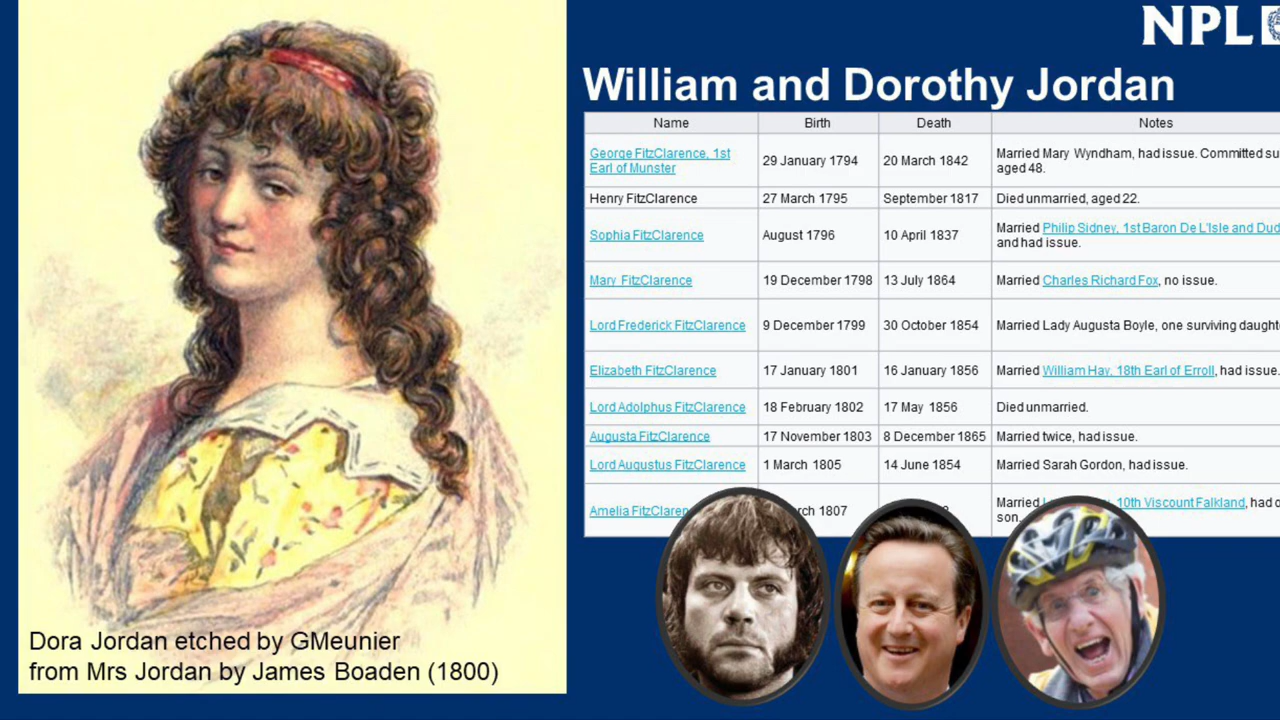 NPL
William and Dorothy Jordan
Name Birth Death Notes
George FitzClarence, 1st
Earl of Munster
29 January 1794 20 March 1842
Married Mary Wyndham, had issue. Committed
aged 48.
Henry FitzClarence 27 March 1795 September 1817 Died unmarried, aged 22.
Sophia FitzClarence August 1796 10 April 1837
Married Philip Sidney, 1st Baron De L'Isle and
and had issue.
Mary FitzClarence 19 December 1798 13 July 1864 Married Charles Richard Fox, no issue.
Lord Frederick FitzClarence 9 December 1799 30 October 1854 Married Lady Augusta Boyle, one surviving
Elizabeth FitzClarence 17 January 1801 16 January 1856 Married William Hay, 18th Earl of Erroll, had issue.
Lord Adolphus FitzClarence 18 February 1802 17 May 1856 Died unmarried.
Augusta FitzClarence 17 November 1803 8 December 1865 Married twice, had issue.
Lord Augustus FitzClarence 1 March 1805 14 June 1854 Married Sarah Gordon, had issue.
Amelia 1807
Married 10th Viscount Falkland, had
son.
Dora Jordan etched by GMeunier
from Mrs Jordan by James Boaden (1800)